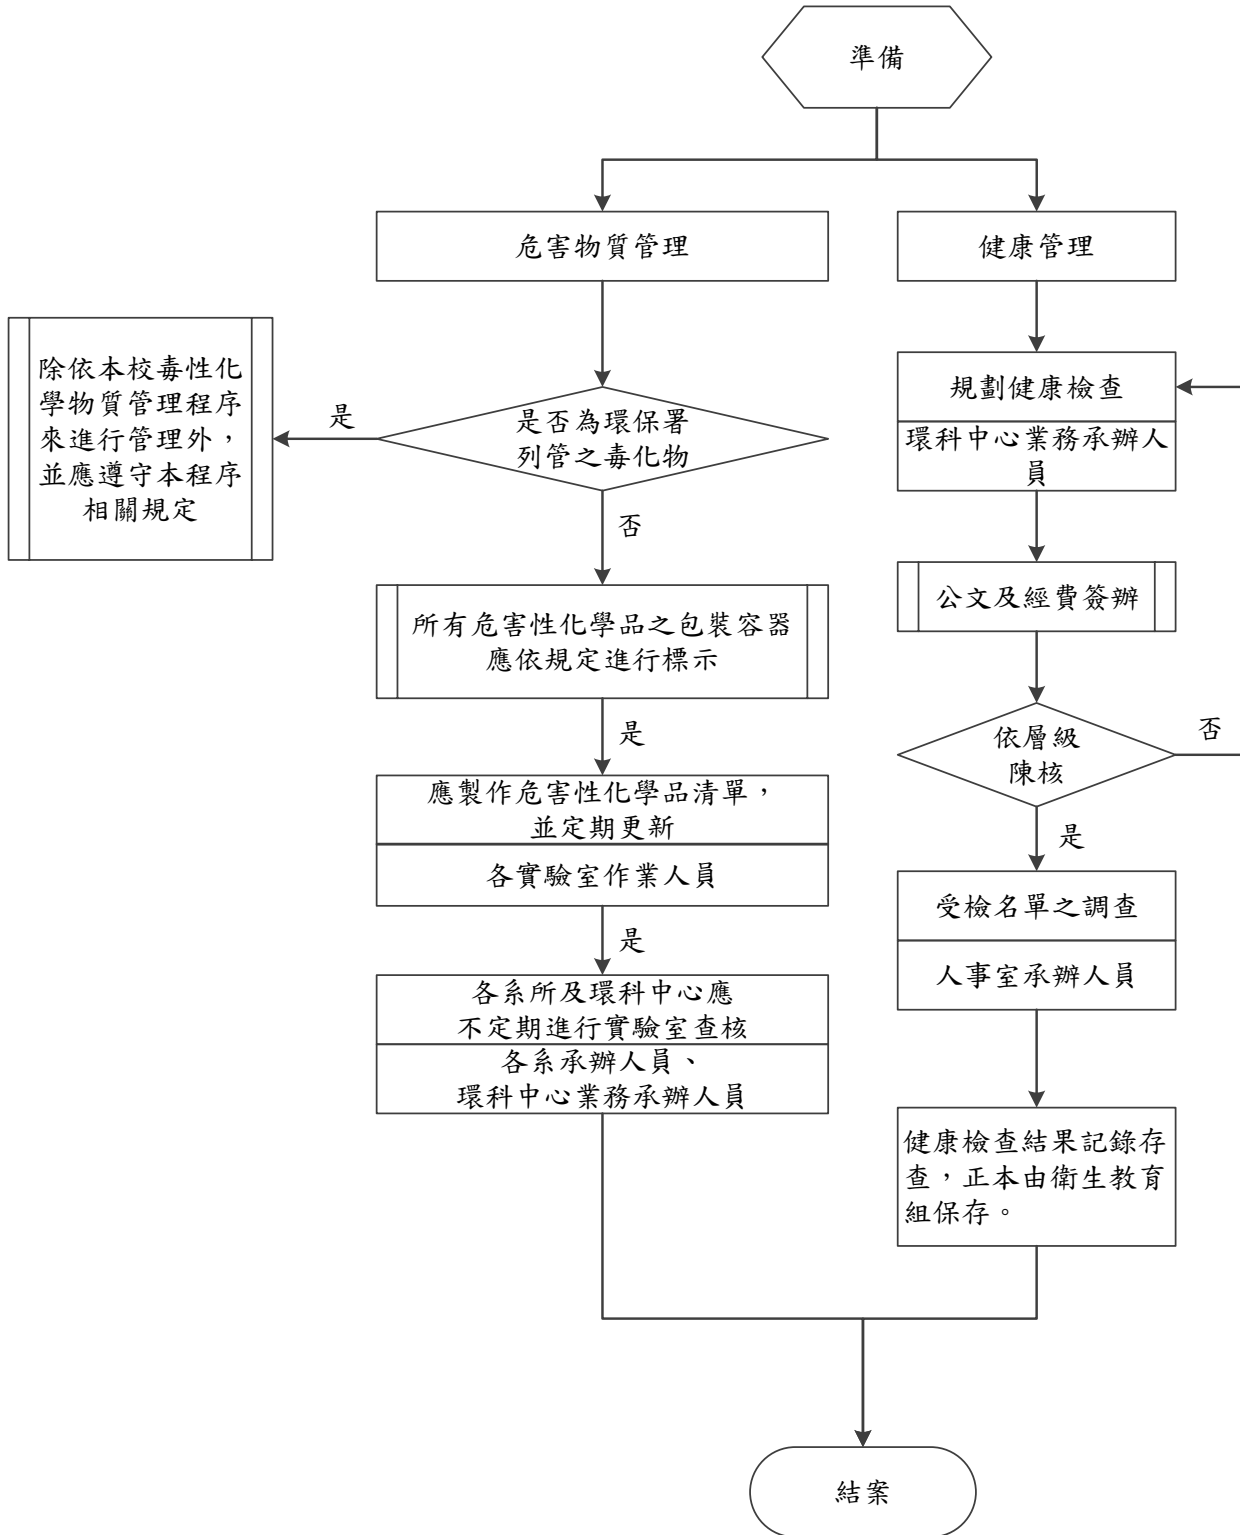 準備
危害物質管理
健康管理
除依本校毒性化
學物質管理程序
來進行管理外，
並應遵守本程序
相關規定
是
是否為環保署
列管之毒化物
規劃健康檢查
環科中心業務承辦人
員
否
所有危害性化學品之包裝容器
應依規定進行標示
公文及經費簽辦
是
依層級
陳核
否
應製作危害性化學品清單，
並定期更新
各實驗室作業人員
是
受檢名單之調查
人事室承辦人員
是
各系所及環科中心應
不定期進行實驗室查核
各系承辦人員、
環科中心業務承辦人員
健康檢查結果記錄存
查，正本由衛生教育
組保存。
結案